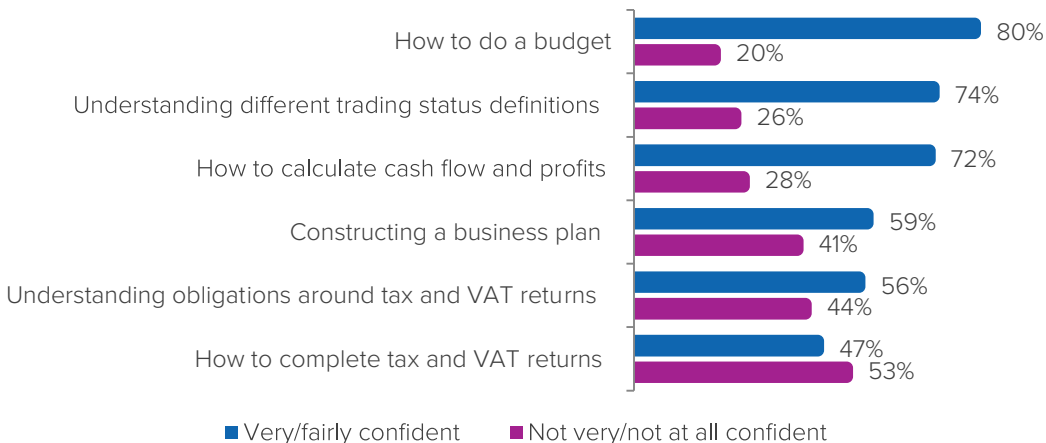 How to do a budget
80%
20%
Understanding different trading status definitions
74%
26%
How to calculate cash flow and profits
72%
28%
Constructing a business plan
59%
41%
Understanding obligations around tax and VAT returns
56%
44%
How to complete tax and VAT returns
47%
53%
Very/fairly confident
Not very/not at all confident